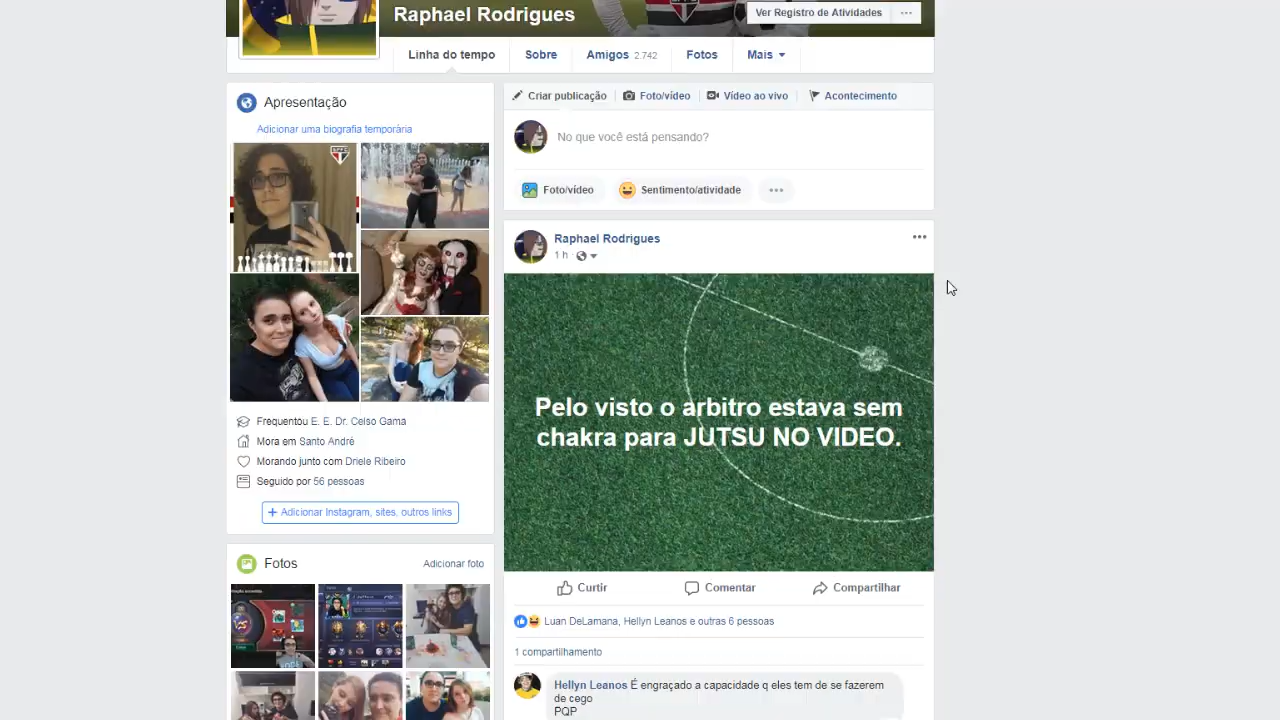 Raphael Rodrigues
Ver Registro de Atividades
Linha do tempo
Sobre
Amigos 2.742
Fotos
Mais
Apresentação
Adicionar uma biografia temporária
SPFC
Frequentou E. E. Dr. Celso Gama
Mora em Santo André
Morando junto com Driele Ribeiro
Seguido por 56 pessoas
+ Adicionar Instagram, sites, outros links
Fotos
Adicionar foto
Criar publicação
Foto/vídeo
Vídeo ao vivo
Acontecimento
No que você está pensando?
Foto/vídeo
Sentimento/atividade
Raphael Rodrigues
1 h ·
Pelo visto o arbitro estava sem
chakra para JUTSU NO VIDEO.
Curtir
Comentar
Compartilhar
Luan DeLamana, Hellyn Leanos e outras 6 pessoas
1 compartilhamento
Hellyn Leanos É engraçado a capacidade q eles tem de se fazerem
de cego
PQP